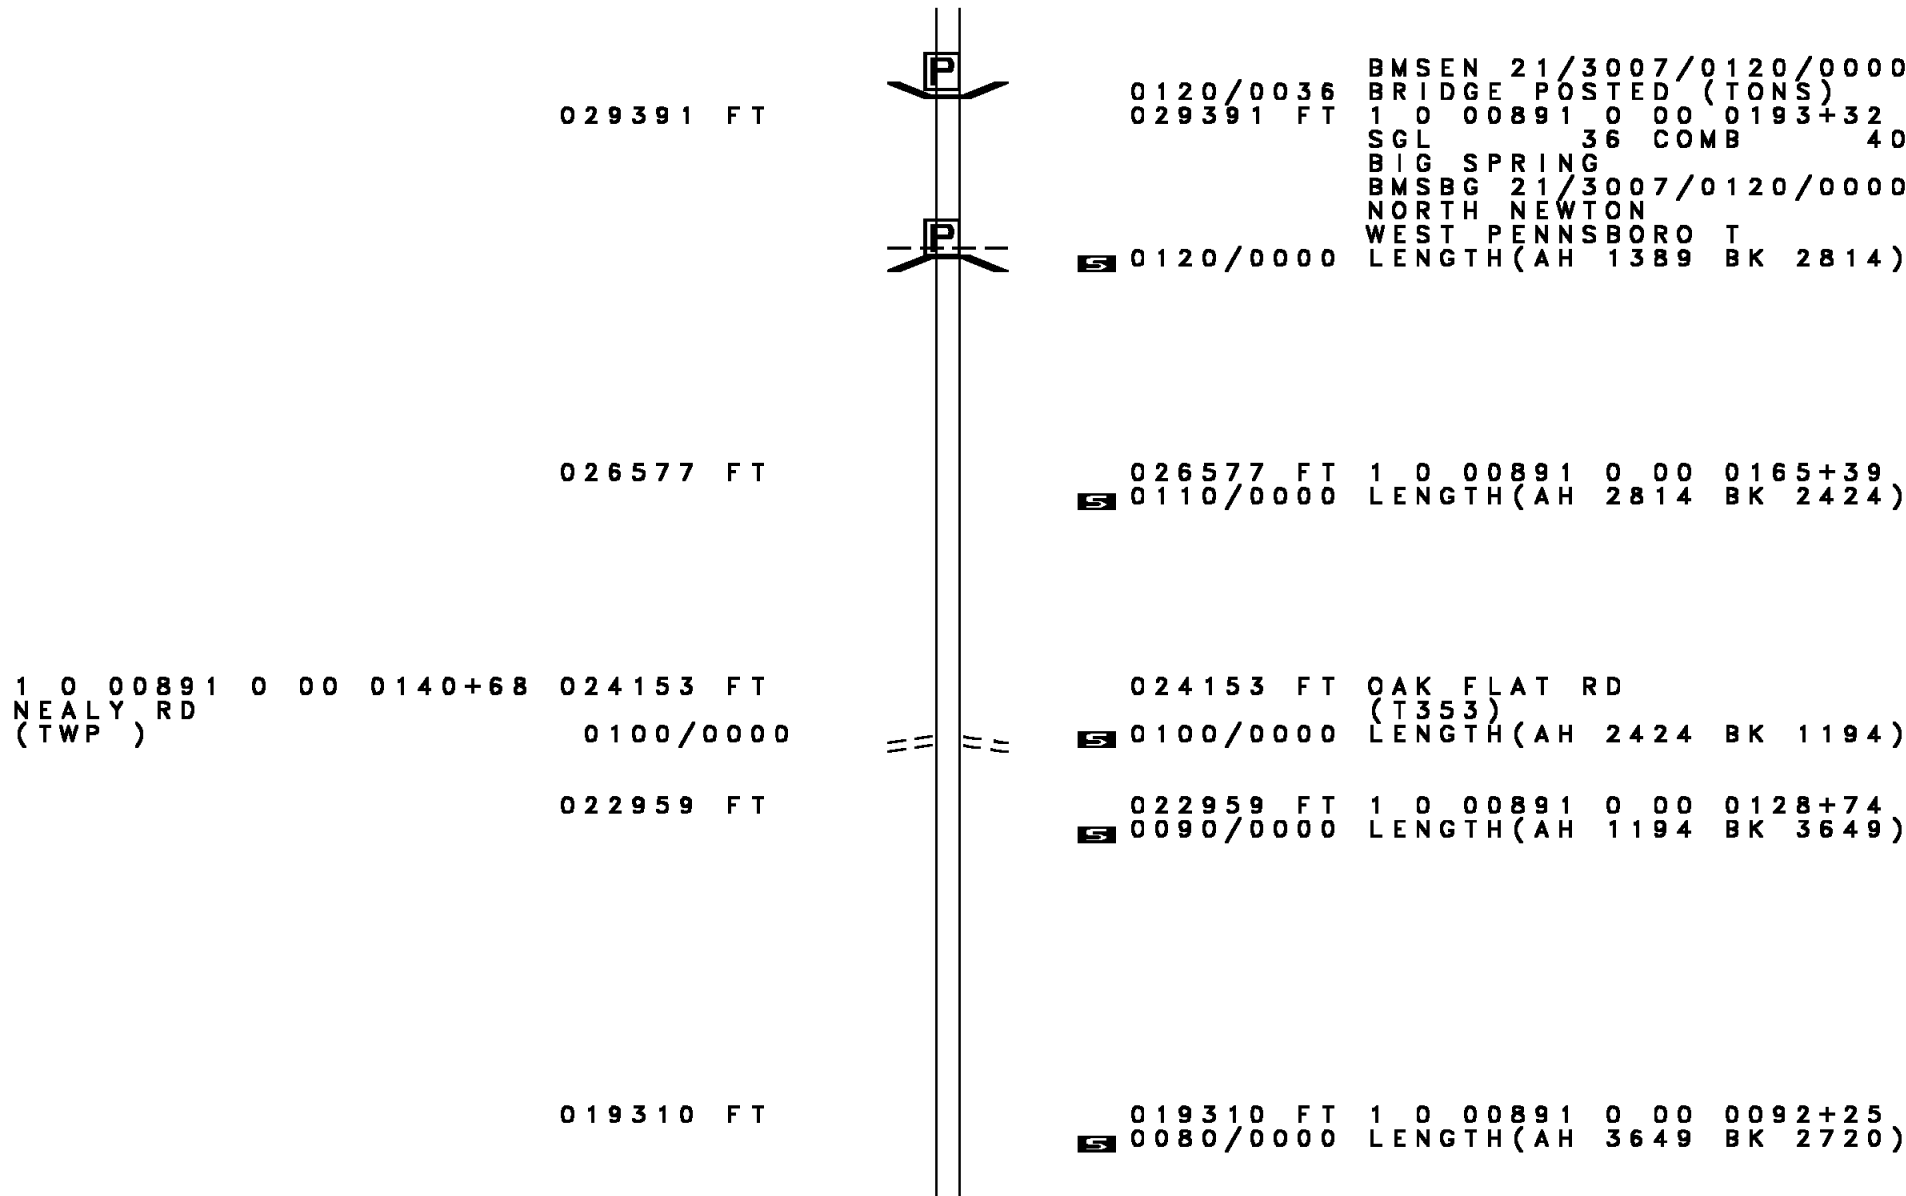 P
BMSEN 21/3007/0120/0000
0120/0036 BRIDGE POSTED (TONS)
029391 FT 029391 FT 1 0 00891 0 00 0193+32
SGL 36 COMB 40
BIG SPRING
BMSBG 21/3007/0120/0000
NORTH NEWTON
P WEST PENNSBORO T
S 0120/0000 LENGTH(AH 1389 BK 2814)
026577 FT 026577 FT 1 0 00891 0 00 0165+39
S 0110/0000 LENGTH(AH 2814 BK 2424)
1 0 00891 0 00 0140+68 024153 FT 024153 FT OAK FLAT RD
NEALY RD (T353)
(TWP ) 0100/0000 S 0100/0000 LENGTH(AH 2424 BK 1194)
022959 FT 022959 FT 1 0 00891 0 00 0128+74
S 0090/0000 LENGTH(AH 1194 BK 3649)
019310 FT 019310 FT 1 0 00891 0 00 0092+25
S 0080/0000 LENGTH(AH 3649 BK 2720)